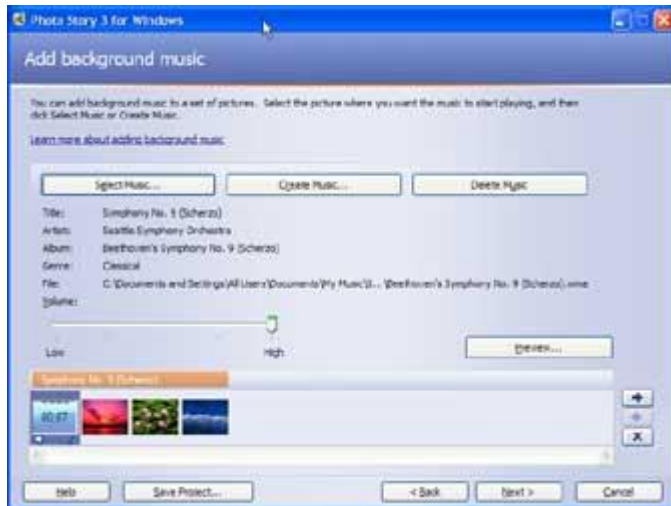 Photo Story 3 for Windows
Add background music
You can add background music to a set of pictures. Select the picture where you want the music to start playing, and then
click Select Music or Create Music.
Learn more about adding background music
Select Music... Create Music... Delete Music
Title: Symphony No. 9 (Scherzo)
Artist: Seattle Symphony Orchestra
Album: Beethoven's Symphony No. 9 (Scherzo)
Genre: Classical
File: C:\Documents and Settings\All Users\Documents\My Music\S... \Beethoven's Symphony No. 9 (Scherzo).wma
Volume:
Low High
Preview...
Symphony No. 9 (Scherzo)
Help Save Project... < Back Next > Cancel